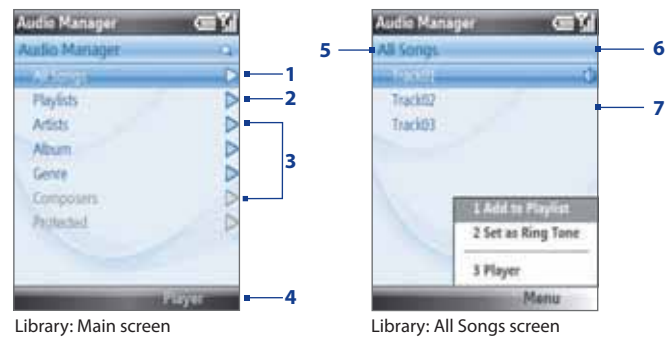 Audio Manager
Audio Manager
All Songs
Playlists
Artists
Album
Genre
Composers
Protected
Player
1
2
3
4
Library: Main screen
Audio Manager
All Songs
Track01
Track02
Track03
1 Add to Playlist
2 Set as Ring Tone
3 Player
Menu
5
6
7
Library: All Songs screen